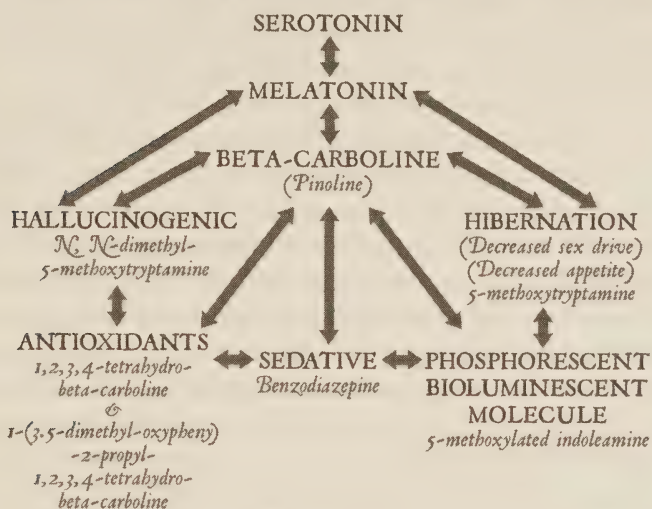 SEROTONIN
MELATONIN
BETA-CARBOLINE
(Pinoline)
HALLUCINOGENIC
N, N-dimethyl-
5-methoxytryptamine
HIBERNATION
(Decreased sex drive)
(Decreased appetite)
5-methoxytryptamine
ANTIOXIDANTS
1,2,3,4-tetrahydro-
beta-carboline
&
1-(3.5-dimethyl-oxypheny)
-2-propyl-
1,2,3,4-tetrahydro-
beta-carboline
SEDATIVE
Benzodiazepine
PHOSPHORESCENT
BIOLUMINESCENT
MOLECULE
5-methoxylated indoleamine